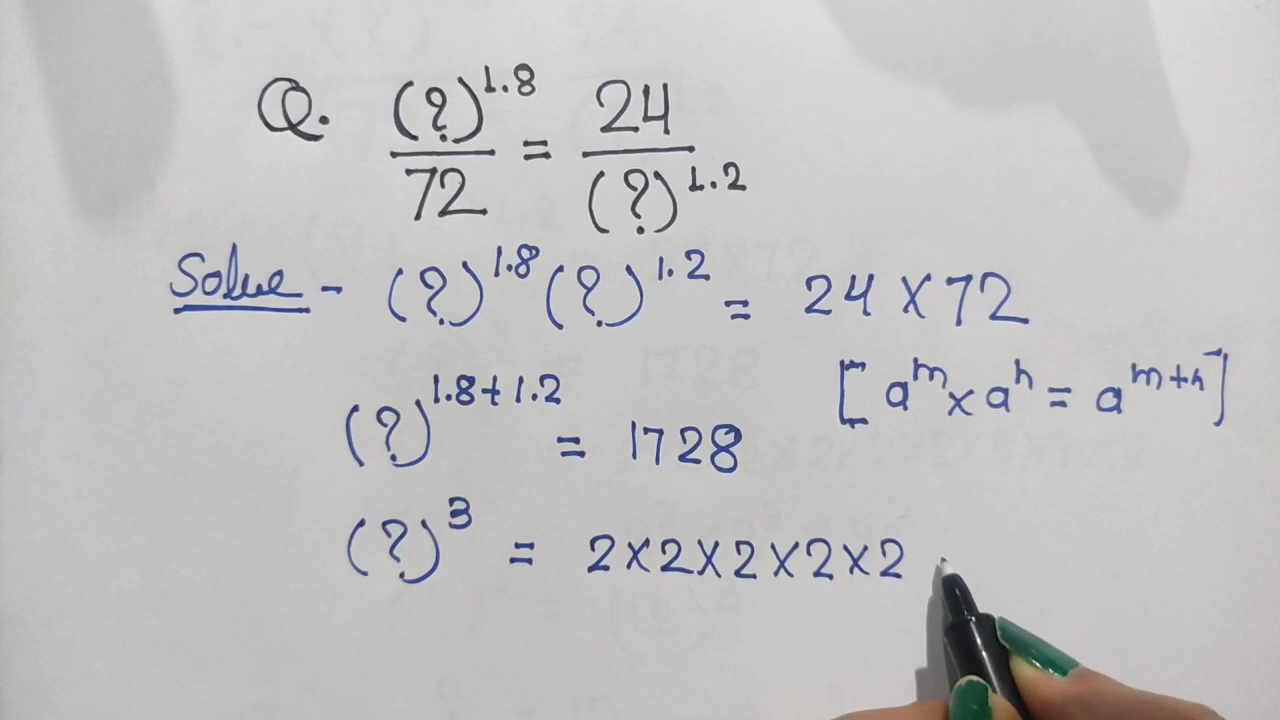 Q. (?)^1.8 / 72 = 24 / (?)^1.2
Solve - (?)^1.8 (?)^1.2 = 24 X 72
[a^m x a^n = a^m+n]
(?)^1.8+1.2 = 1728
(?)^3 = 2x2x2x2x2